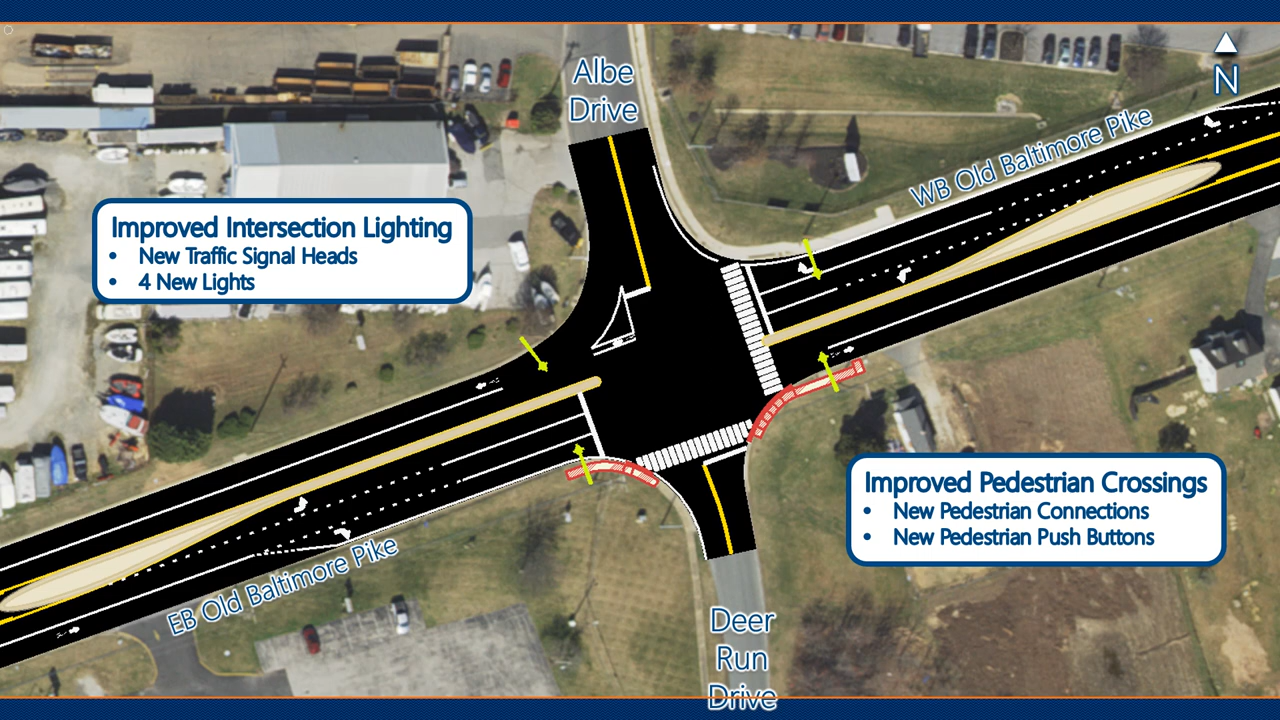 Albe
Drive
N
WB Old Baltimore Pike
Improved Intersection Lighting
• New Traffic Signal Heads
• 4 New Lights
Improved Pedestrian Crossings
• New Pedestrian Connections
• New Pedestrian Push Buttons
EB Old Baltimore Pike
Deer
Run
Drive